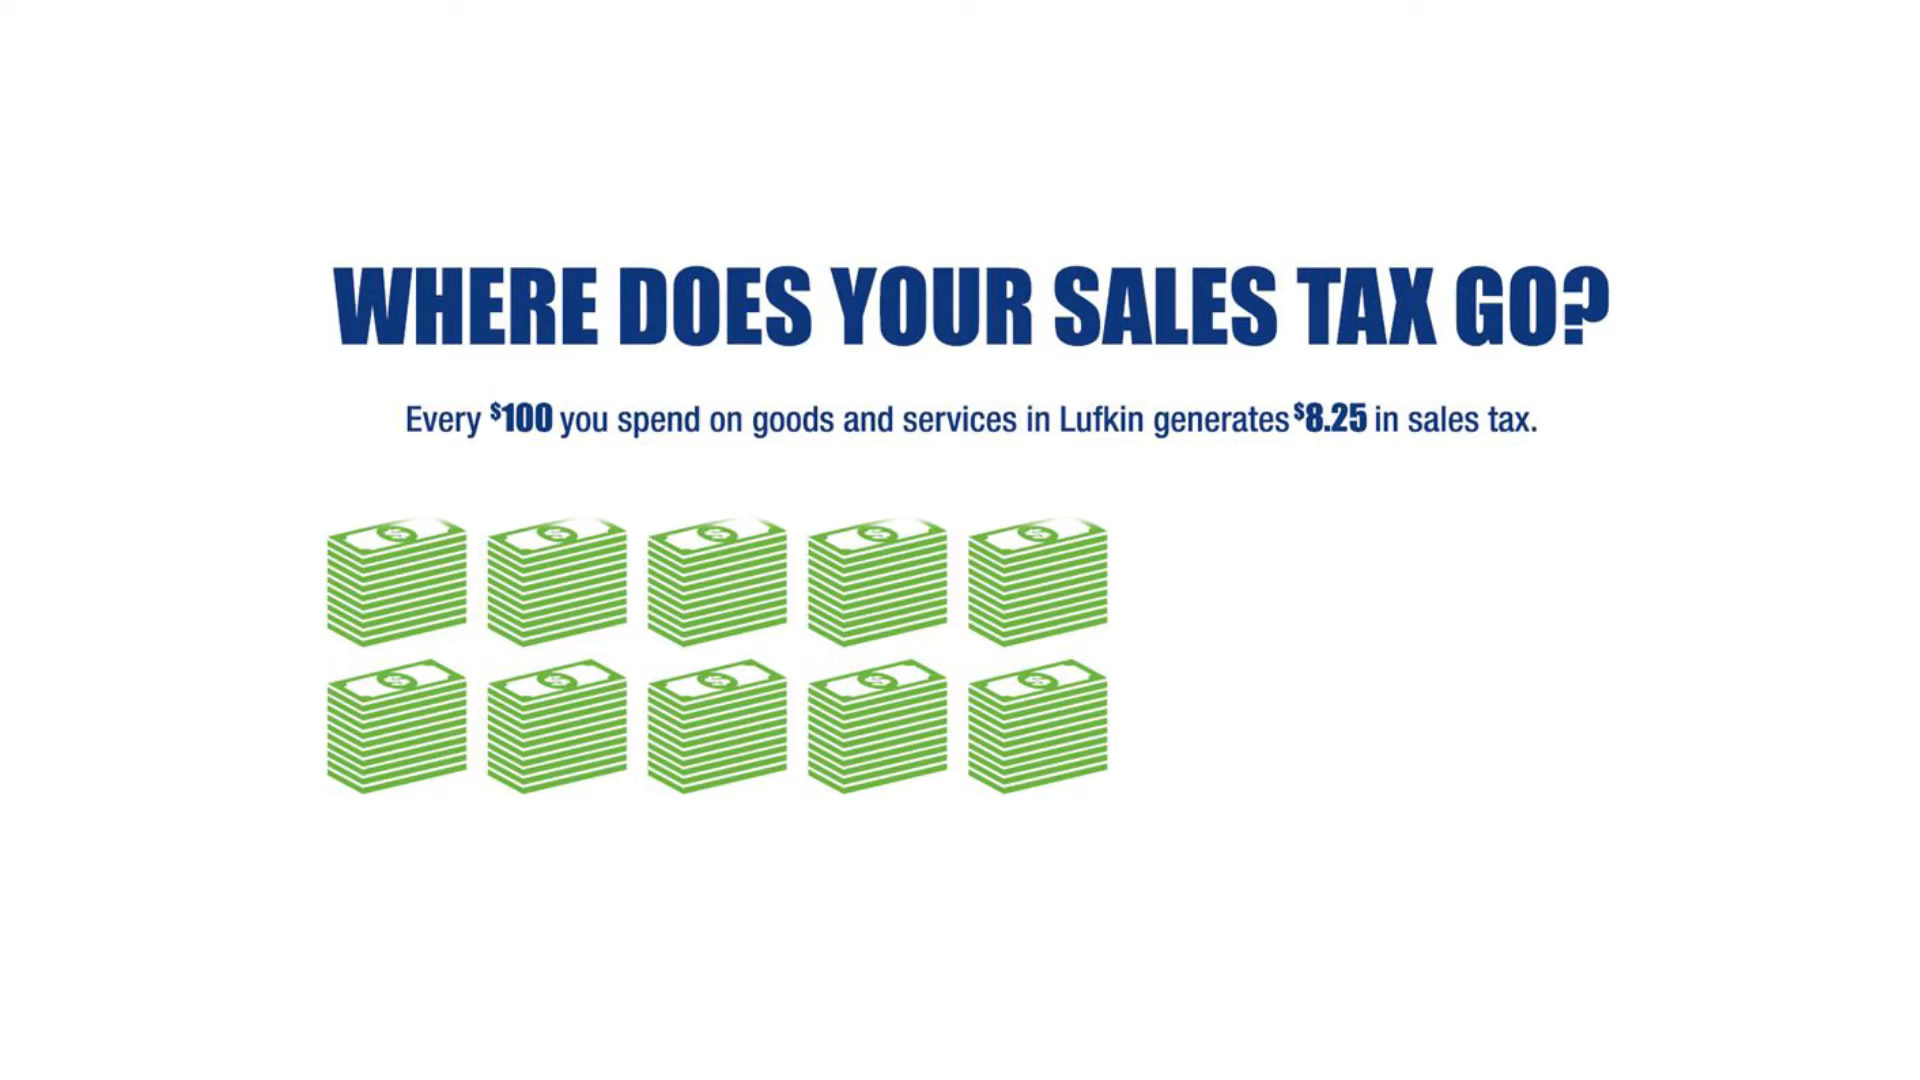 WHERE DOES YOUR SALES TAX GO?
Every $100 you spend on goods and services in Lufkin generates $8.25 in sales tax.